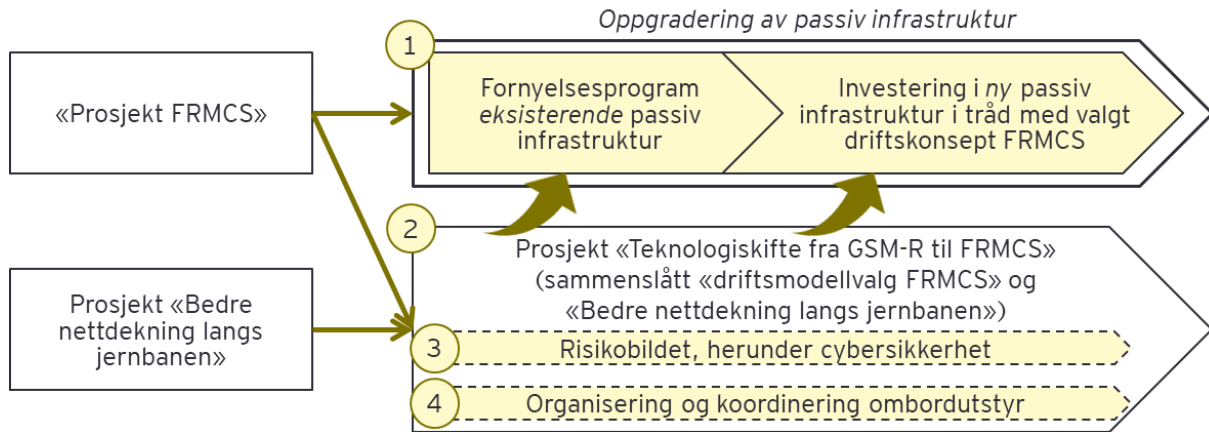 Oppgradering av passiv infrastruktur
1
«Prosjekt FRMCS»
Fornyelsesprogram
eksisterende passiv
infrastruktur
Investering i ny passiv
infrastruktur i tråd med valgt
driftskonsept FRMCS
2
Prosjekt «Teknologiskifte fra GSM-R til FRMCS»
(sammenslått «driftsmodellvalg FRMCS» og
«Bedre nettdekning langs jernbanen»)
Prosjekt «Bedre
nettdekning langs
jernbanen»
3
Risikobildet, herunder cybersikkerhet
4
Organisering og koordinering ombordutstyr